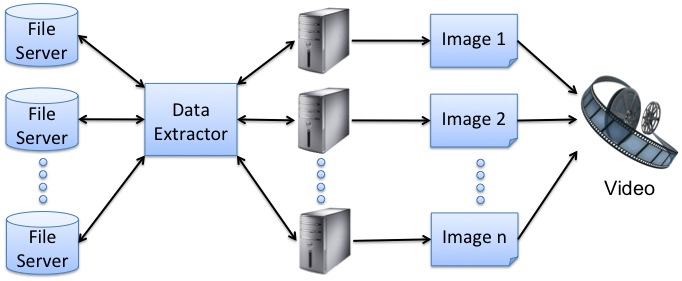 File
Server
Image 1
File
Server
Data
Extractor
Image 2
Video
File
Server
Image n